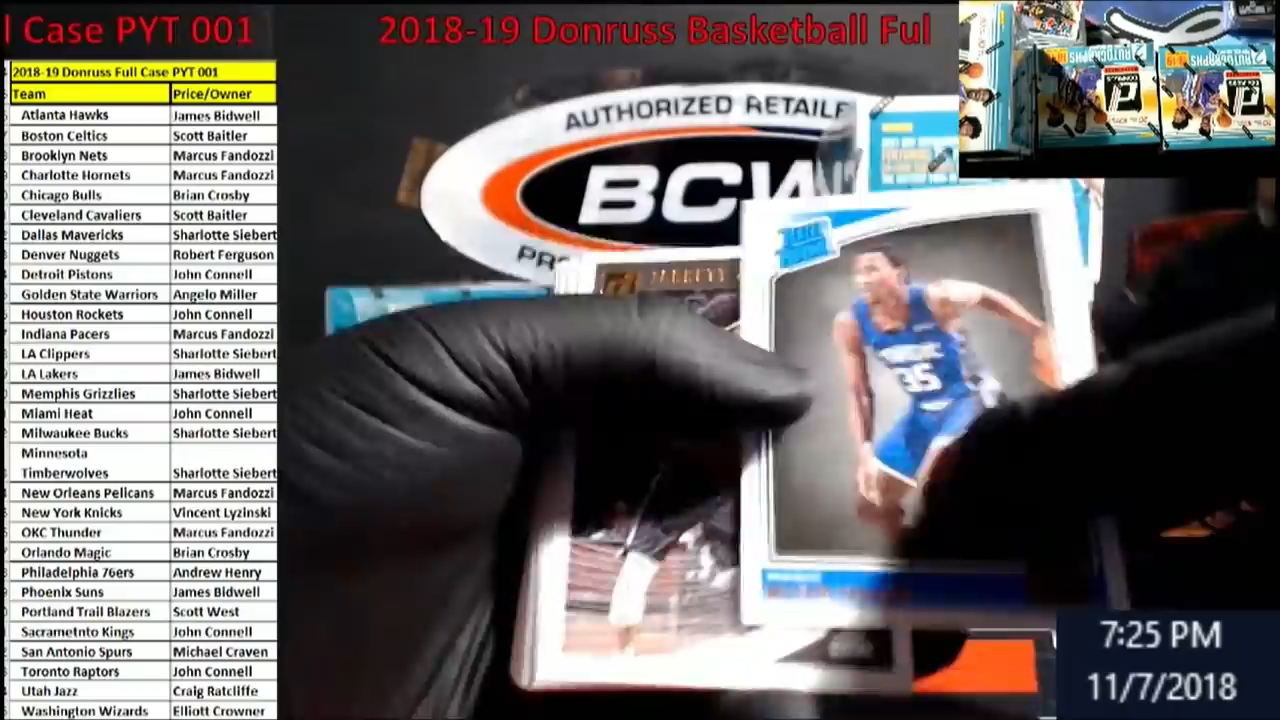 l Case PYT 001
2018-19 Donruss Basketball Ful
2018-19 Donruss Full Case PYT 001
Team Price/Owner
Atlanta Hawks James Bidwell
Boston Celtics Scott Baitler
Brooklyn Nets Marcus Fandozzi
Charlotte Hornets Marcus Fandozzi
Chicago Bulls Brian Crosby
Cleveland Cavaliers Scott Baitler
Dallas Mavericks Sharlotte Siebert
Denver Nuggets Robert Ferguson
Detroit Pistons John Connell
Golden State Warriors Angelo Miller
Houston Rockets John Connell
Indiana Pacers Marcus Fandozzi
LA Clippers Sharlotte Siebert
LA Lakers James Bidwell
Memphis Grizzlies Sharlotte Siebert
Miami Heat John Connell
Milwaukee Bucks Sharlotte Siebert
Minnesota
Timberwolves Sharlotte Siebert
New Orleans Pelicans Marcus Fandozzi
New York Knicks Vincent Lyzinski
OKC Thunder Marcus Fandozzi
Orlando Magic Brian Crosby
Philadelphia 76ers Andrew Henry
Phoenix Suns James Bidwell
Portland Trail Blazers Scott West
Sacrametnto Kings John Connell
San Antonio Spurs Michael Craven
Toronto Raptors John Connell
Utah Jazz Craig Ratcliffe
Washington Wizards Elliott Crowner
AUTHORIZED RETAILE
BCW
PR
35
AUTOGRAPHS
7:25 PM
11/7/2018